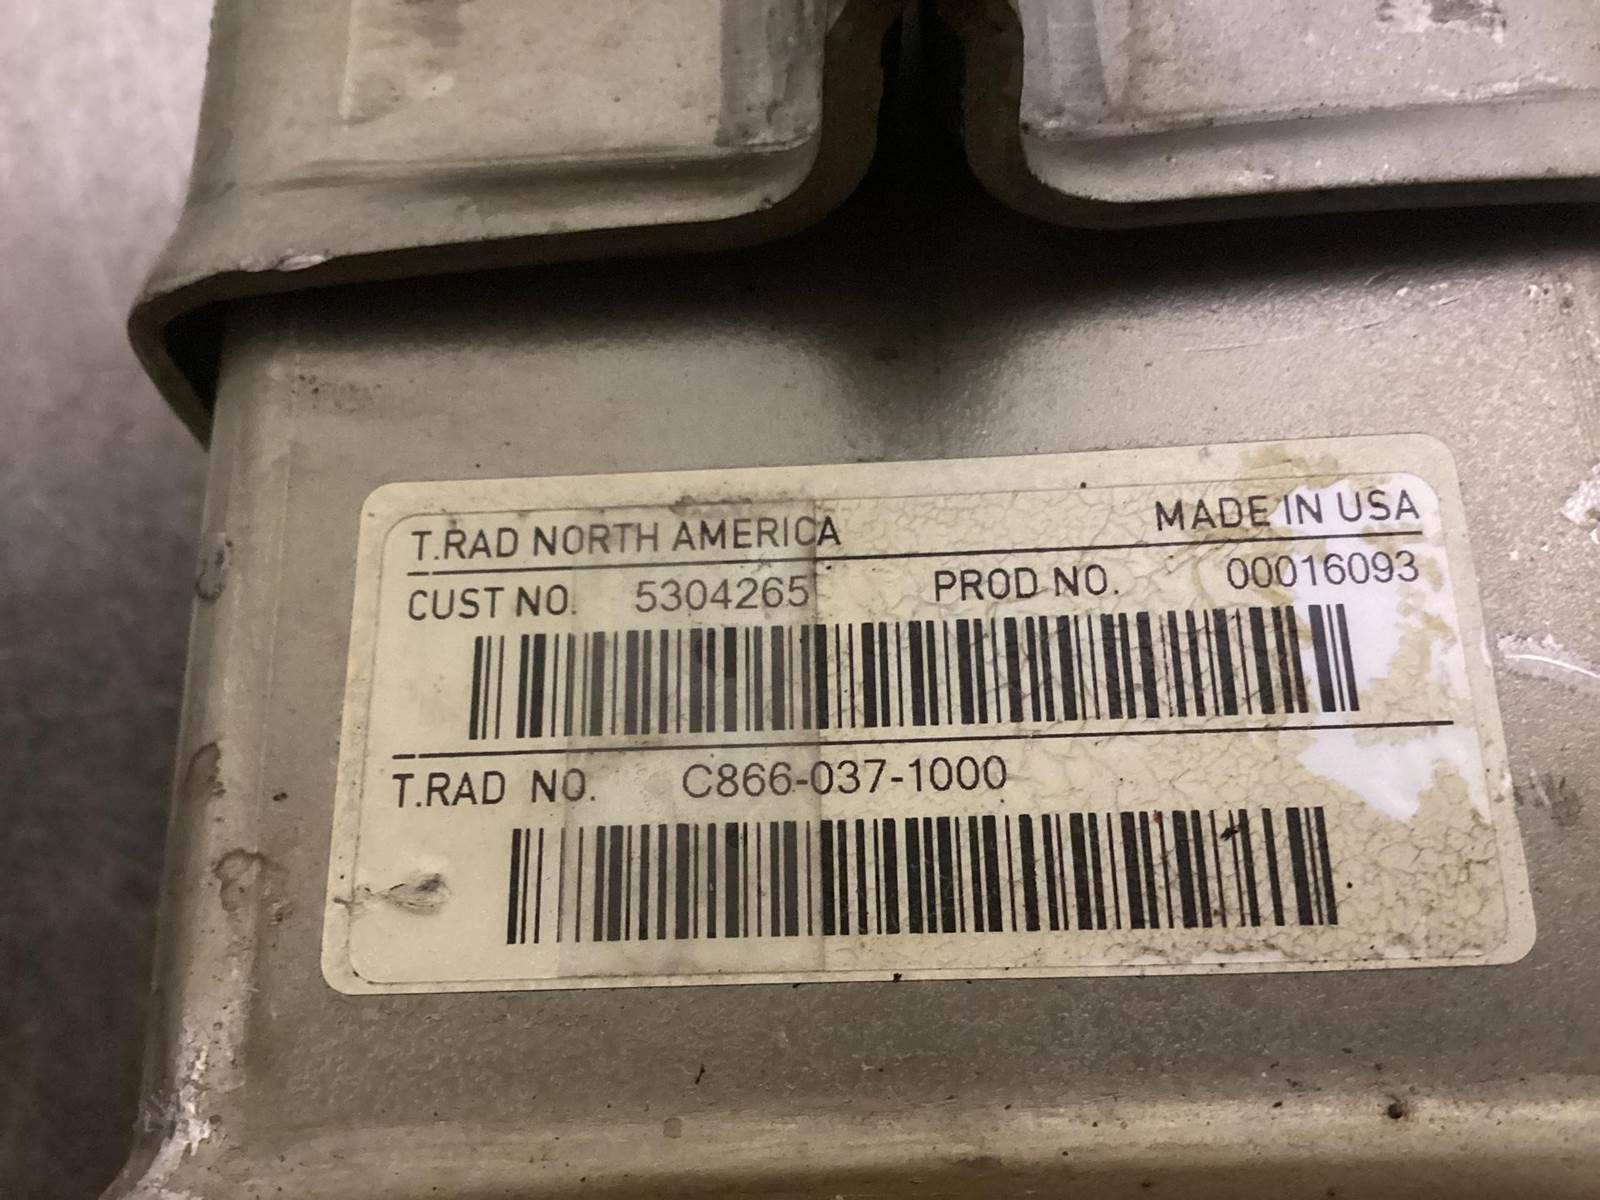 T.RAD NORTH AMERICA MADE IN USA
CUST NO. 5304265 PROD NO. 00016093
T.RAD NO. C866-037-1000